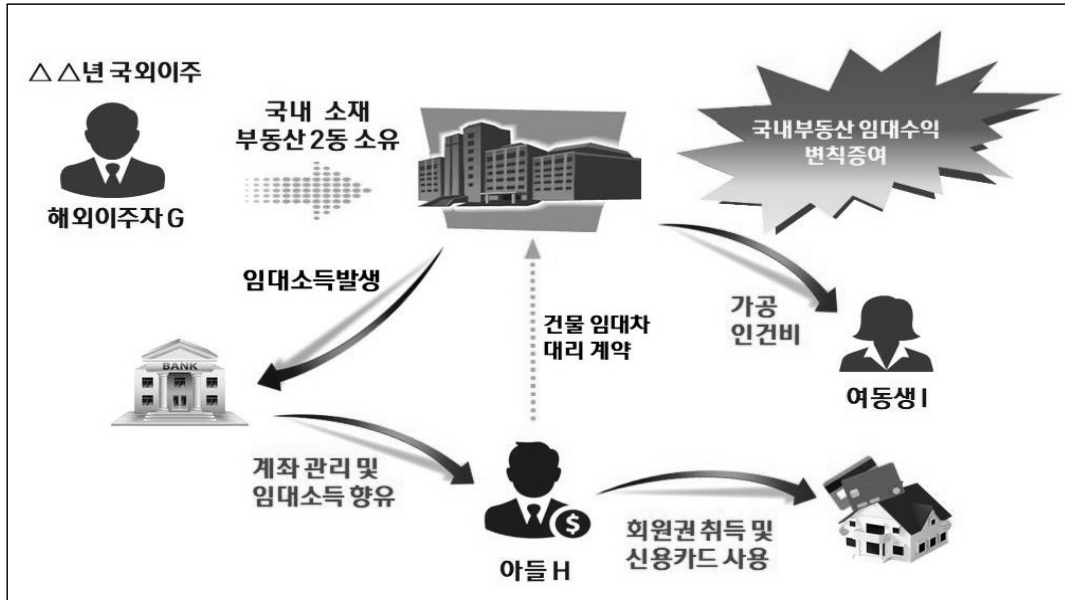 △ △년 국외이주
해외이주자 G
국내 소재
부동산 2동 소유
국내부동산 임대수익
변칙증여
임대소득발생
건물 임대차
대리 계약
가공
인건비
여동생 I
BANK
계좌 관리 및
임대소득 향유
$
아들 H
회원권 취득 및
신용카드 사용